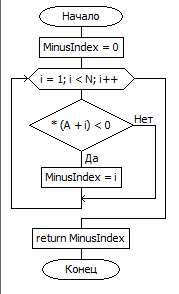 Начало
MinusIndex = 0
i = 1; i < N; i++
* (A + i) < 0
Нет
Да
MinusIndex = i
return MinusIndex
Конец